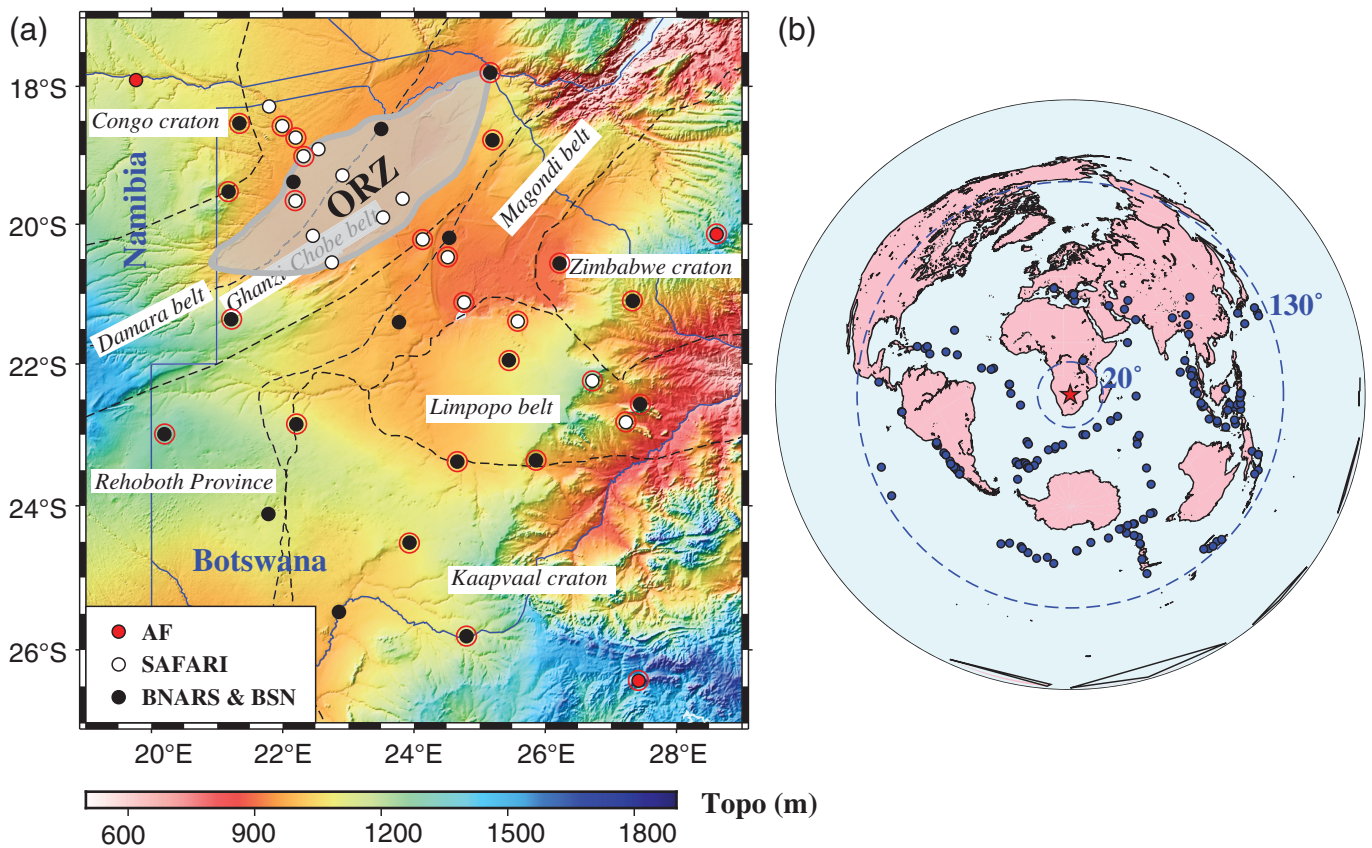 (a)
(b)
18°S
20°S
22°S
24°S
26°S
20°E
22°E
24°E
26°E
28°E
Congo craton
Namibia
ORZ
Magondi belt
Ghanzi-Chobe belt
Zimbabwe craton
Damara belt
Limpopo belt
Rehoboth Province
Botswana
Kaapvaal craton
AF
SAFARI
BNARS & BSN
600
900
1200
1500
1800
Topo (m)
130°
20°